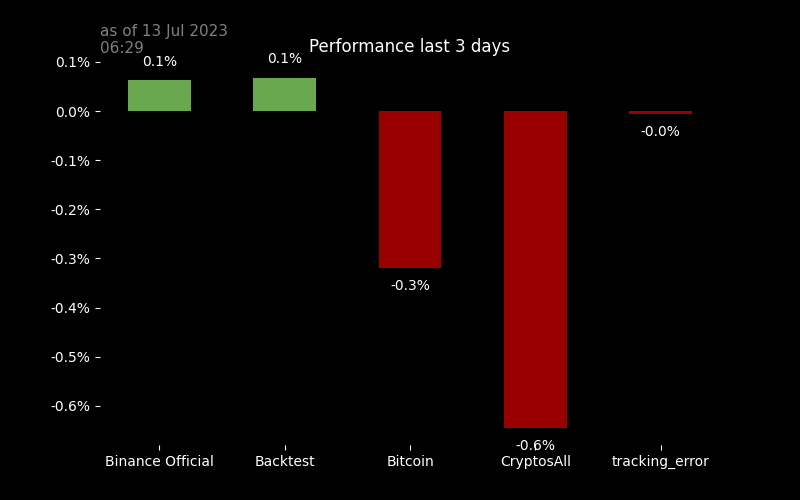 as of 13 Jul 2023
06:29
Performance last 3 days
0.1%
0.0%
-0.1%
-0.2%
-0.3%
-0.4%
-0.5%
-0.6%
0.1%
0.1%
-0.3%
-0.6%
-0.0%
Binance Official
Backtest
Bitcoin
CryptosAll
tracking_error